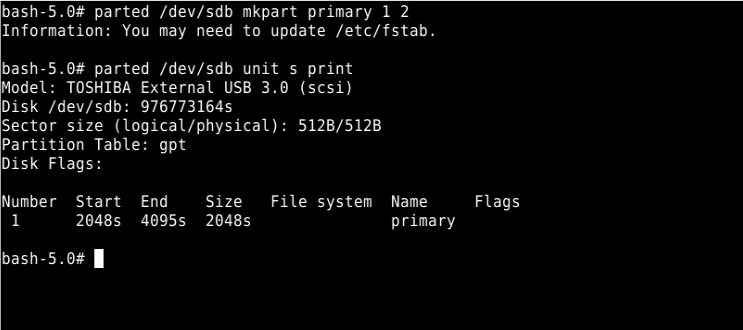 bash-5.0# parted /dev/sdb mkpart primary 1 2
Information: You may need to update /etc/fstab.
bash-5.0# parted /dev/sdb unit s print
Model: TOSHIBA External USB 3.0 (scsi)
Disk /dev/sdb: 976773164s
Sector size (logical/physical): 512B/512B
Partition Table: gpt
Disk Flags:
Number  Start  End    Size   File system  Name     Flags
 1      2048s  4095s  2048s               primary
bash-5.0#